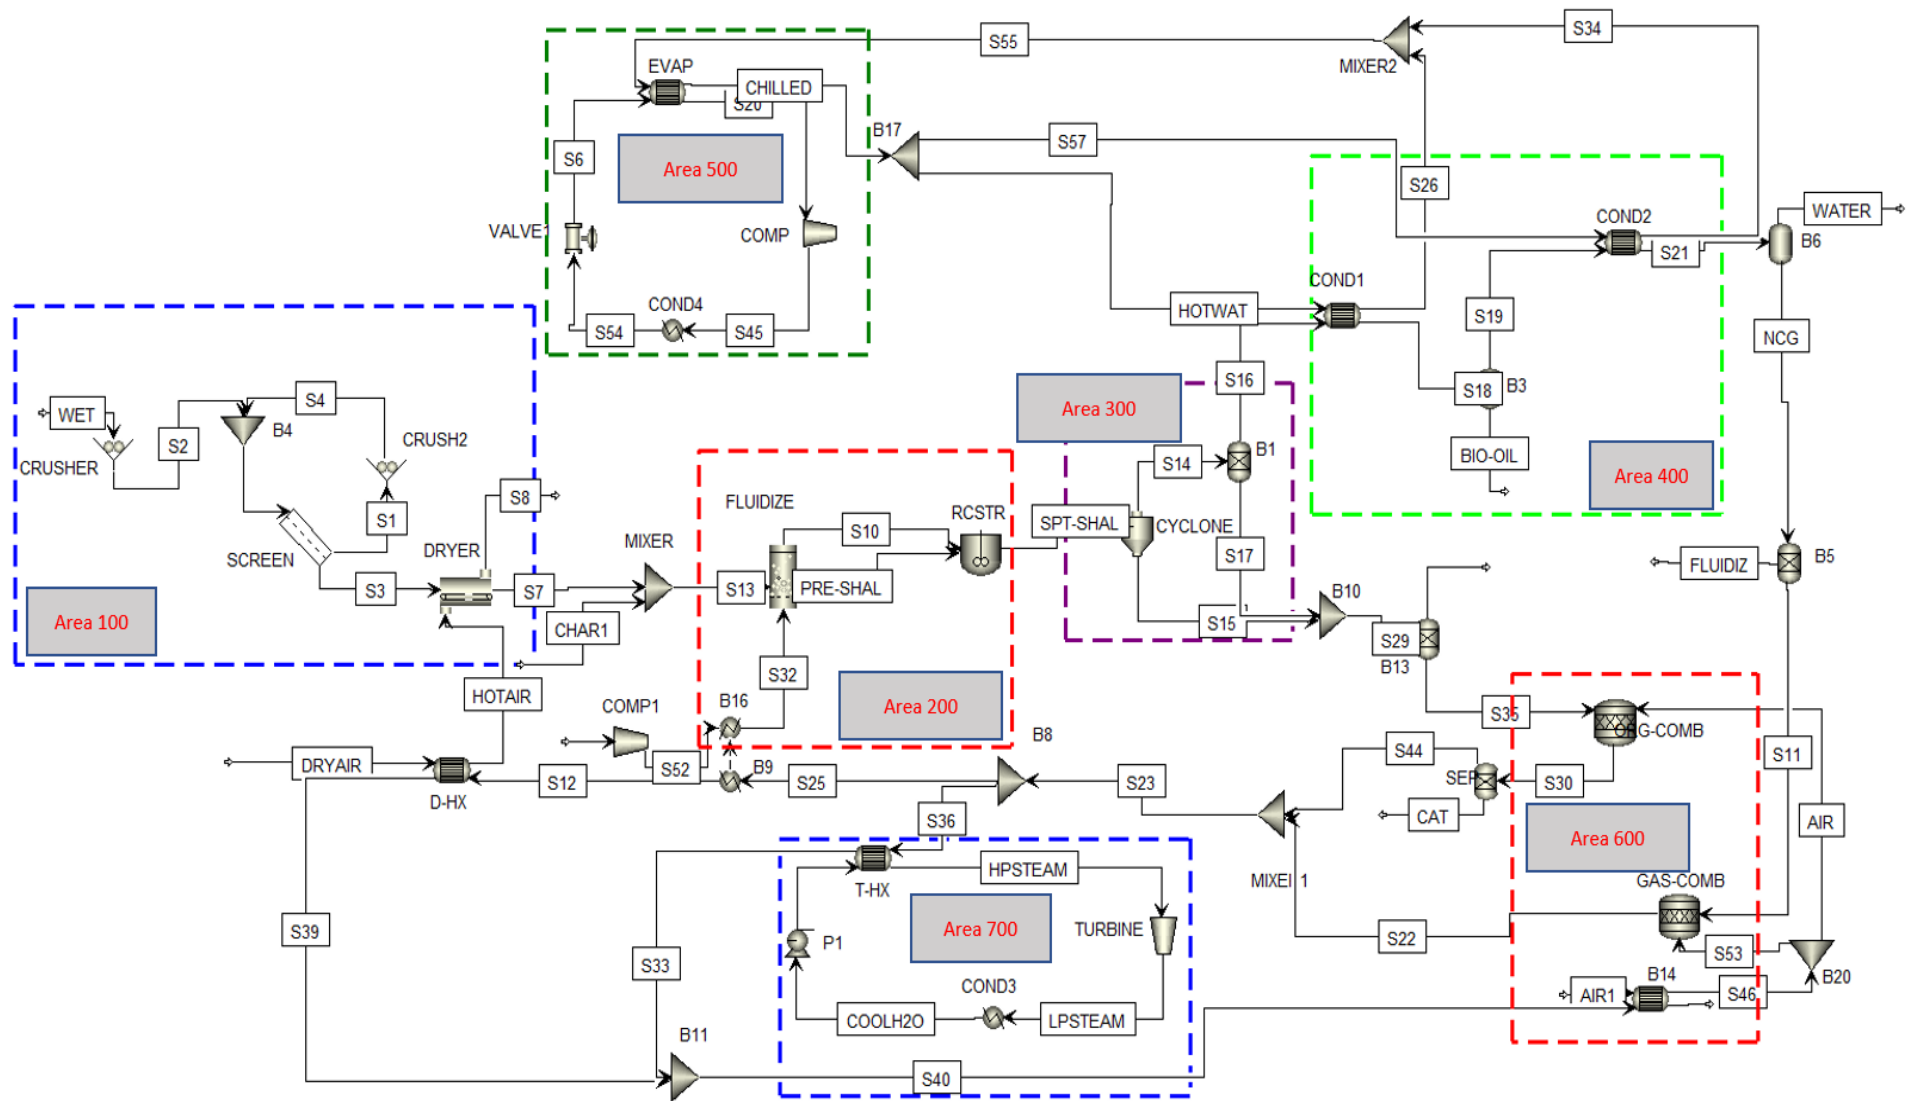 S34
S55
MIXER2
EVAP
CHILLED
S20
B17
S57
S6
Area 500
S26
COND2
WATER
VALVE1
COMP
S21
B6
COND1
COND4
HOTWAT
S54
S45
S19
NCG
S16
S4
WET
S2
B4
Area 300
S18
B3
CRUSH2
CRUSHER
S14
B1
BIO-OIL
Area 400
S8
FLUIDIZE
S1
S10
RCSTR
SPT-SHAL
CYCLONE
SCREEN
DRYER
MIXER
S17
B5
FLUIDIZ
S3
S7
S13
PRE-SHAL
B10
Area 100
CHAR1
S15
S29
B13
S32
HOTAIR
COMP1
B16
Area 200
S35
ORG-COMB
B8
S44
S11
DRYAIR
S52
B9
SEP
S12
S25
S23
S30
D-HX
CAT
S36
AIR
Area 600
T-HX
HPSTEAM
MIXER1
GAS-COMB
S39
P1
Area 700
TURBINE
S22
S53
S33
B20
COND3
B14
AIR1
S46
COOLH2O
LPSTEAM
B11
S40